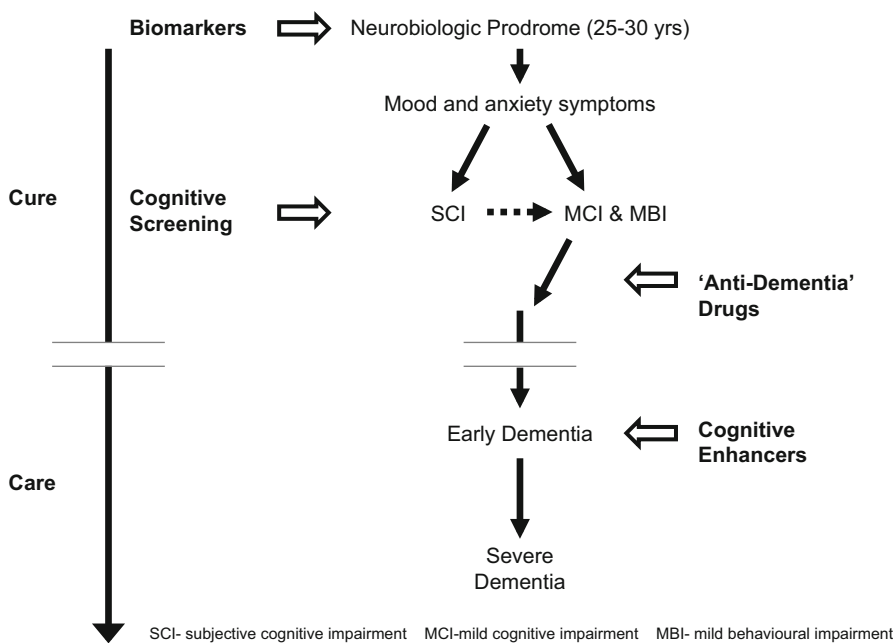 Biomarkers
Neurobiologic Prodrome (25-30 yrs)
Mood and anxiety symptoms
Cure
Cognitive
Screening
SCI
MCI & MBI
‘Anti-Dementia’
Drugs
Early Dementia
Cognitive
Enhancers
Care
Severe
Dementia
SCI- subjective cognitive impairment MCI-mild cognitive impairment MBI- mild behavioural impairment